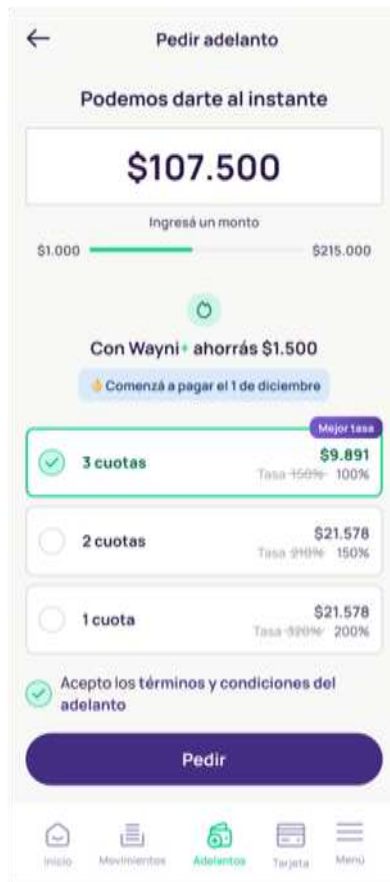 Pedir adelanto
Podemos darte al instante
$107.500
Ingresá un monto
$1.000 $215.000
Con Wayni+ ahorrás $1.500
Comenzá a pagar el 1 de diciembre
Mejor tasa
3 cuotas $9.891
Tasa 150% 100%
2 cuotas $21.578
Tasa 210% 150%
1 cuota $21.578
Tasa 320% 200%
Acepto los términos y condiciones del
adelanto
Pedir
Inicio Movimientos Adelantos Tarjeta Menú